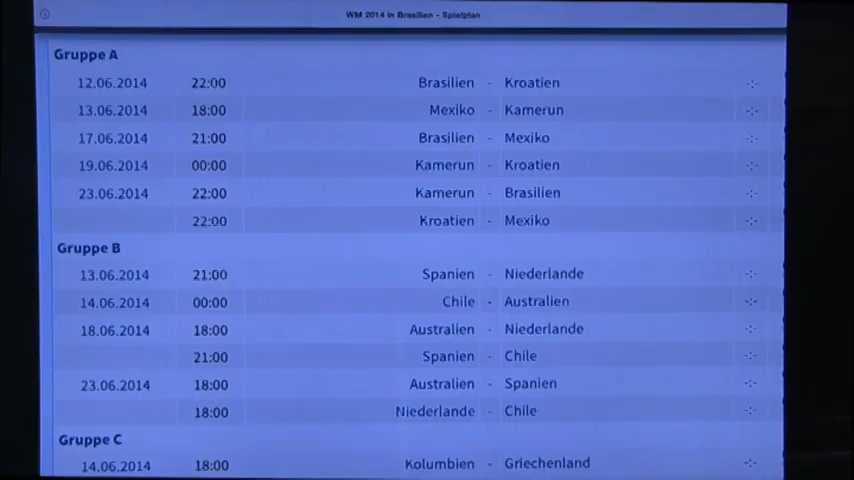 WM 2014 in Brasilien - Spielplan
Gruppe A
12.06.2014 22:00 Brasilien - Kroatien -:-
13.06.2014 18:00 Mexiko - Kamerun -:-
17.06.2014 21:00 Brasilien - Mexiko -:-
19.06.2014 00:00 Kamerun - Kroatien -:-
23.06.2014 22:00 Kamerun - Brasilien -:-
22:00 Kroatien - Mexiko -:-
Gruppe B
13.06.2014 21:00 Spanien - Niederlande -:-
14.06.2014 00:00 Chile - Australien -:-
18.06.2014 18:00 Australien - Niederlande -:-
21:00 Spanien - Chile -:-
23.06.2014 18:00 Australien - Spanien -:-
18:00 Niederlande - Chile -:-
Gruppe C
14.06.2014 18:00 Kolumbien - Griechenland -:-